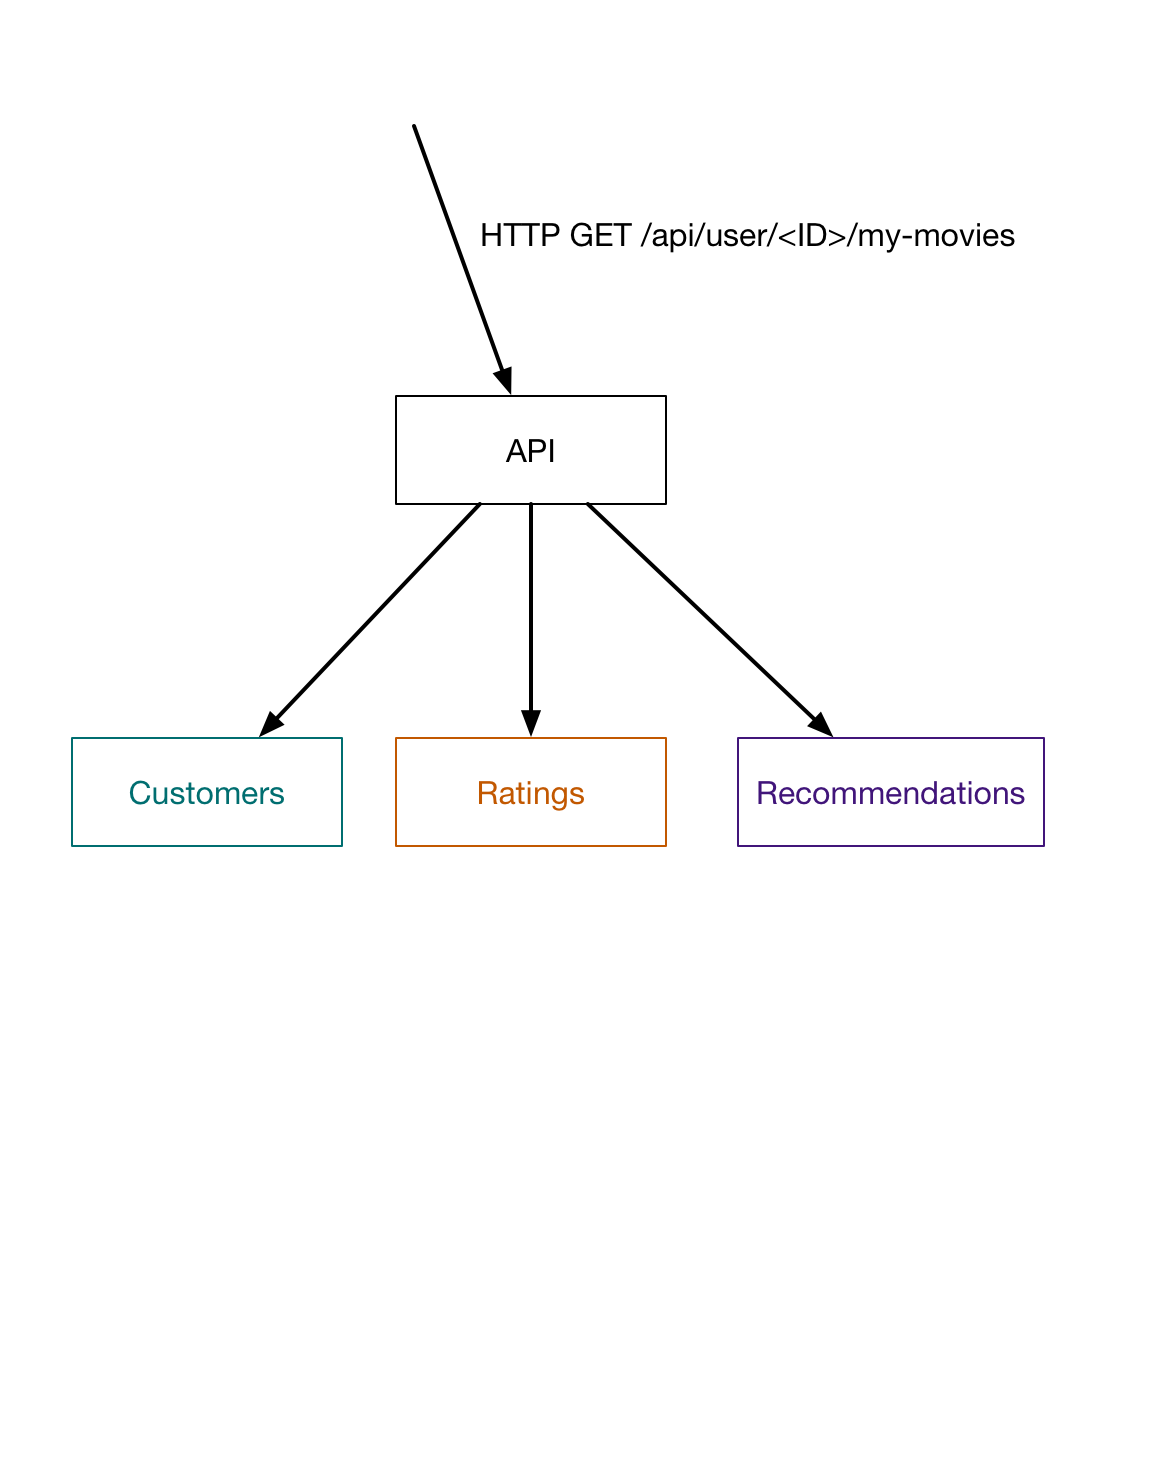 HTTP GET /api/user/<ID>/my-movies
API
Customers
Ratings
Recommendations